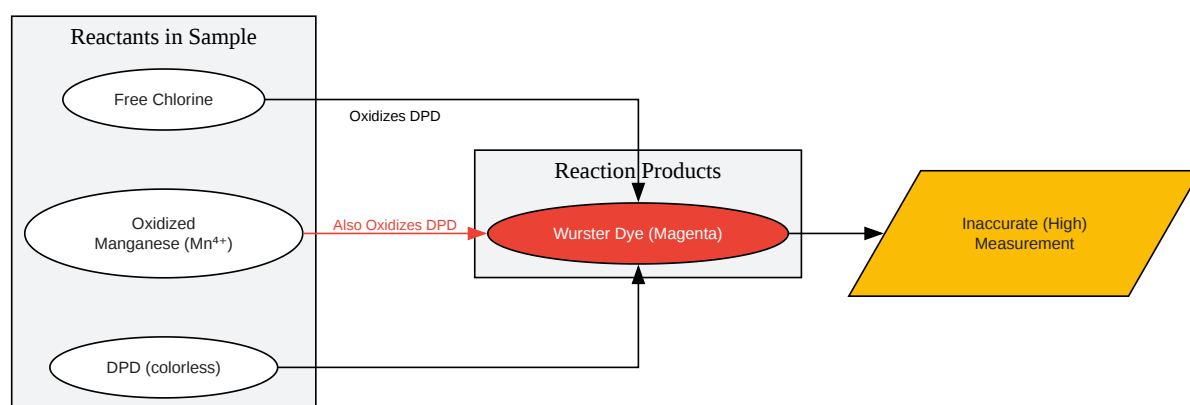 Reactants in Sample
Free Chlorine
Oxidizes DPD
Reaction Products
Oxidized
Manganese (Mn⁴⁺)
Also Oxidizes DPD
Wurster Dye (Magenta)
Inaccurate (High)
Measurement
DPD (colorless)